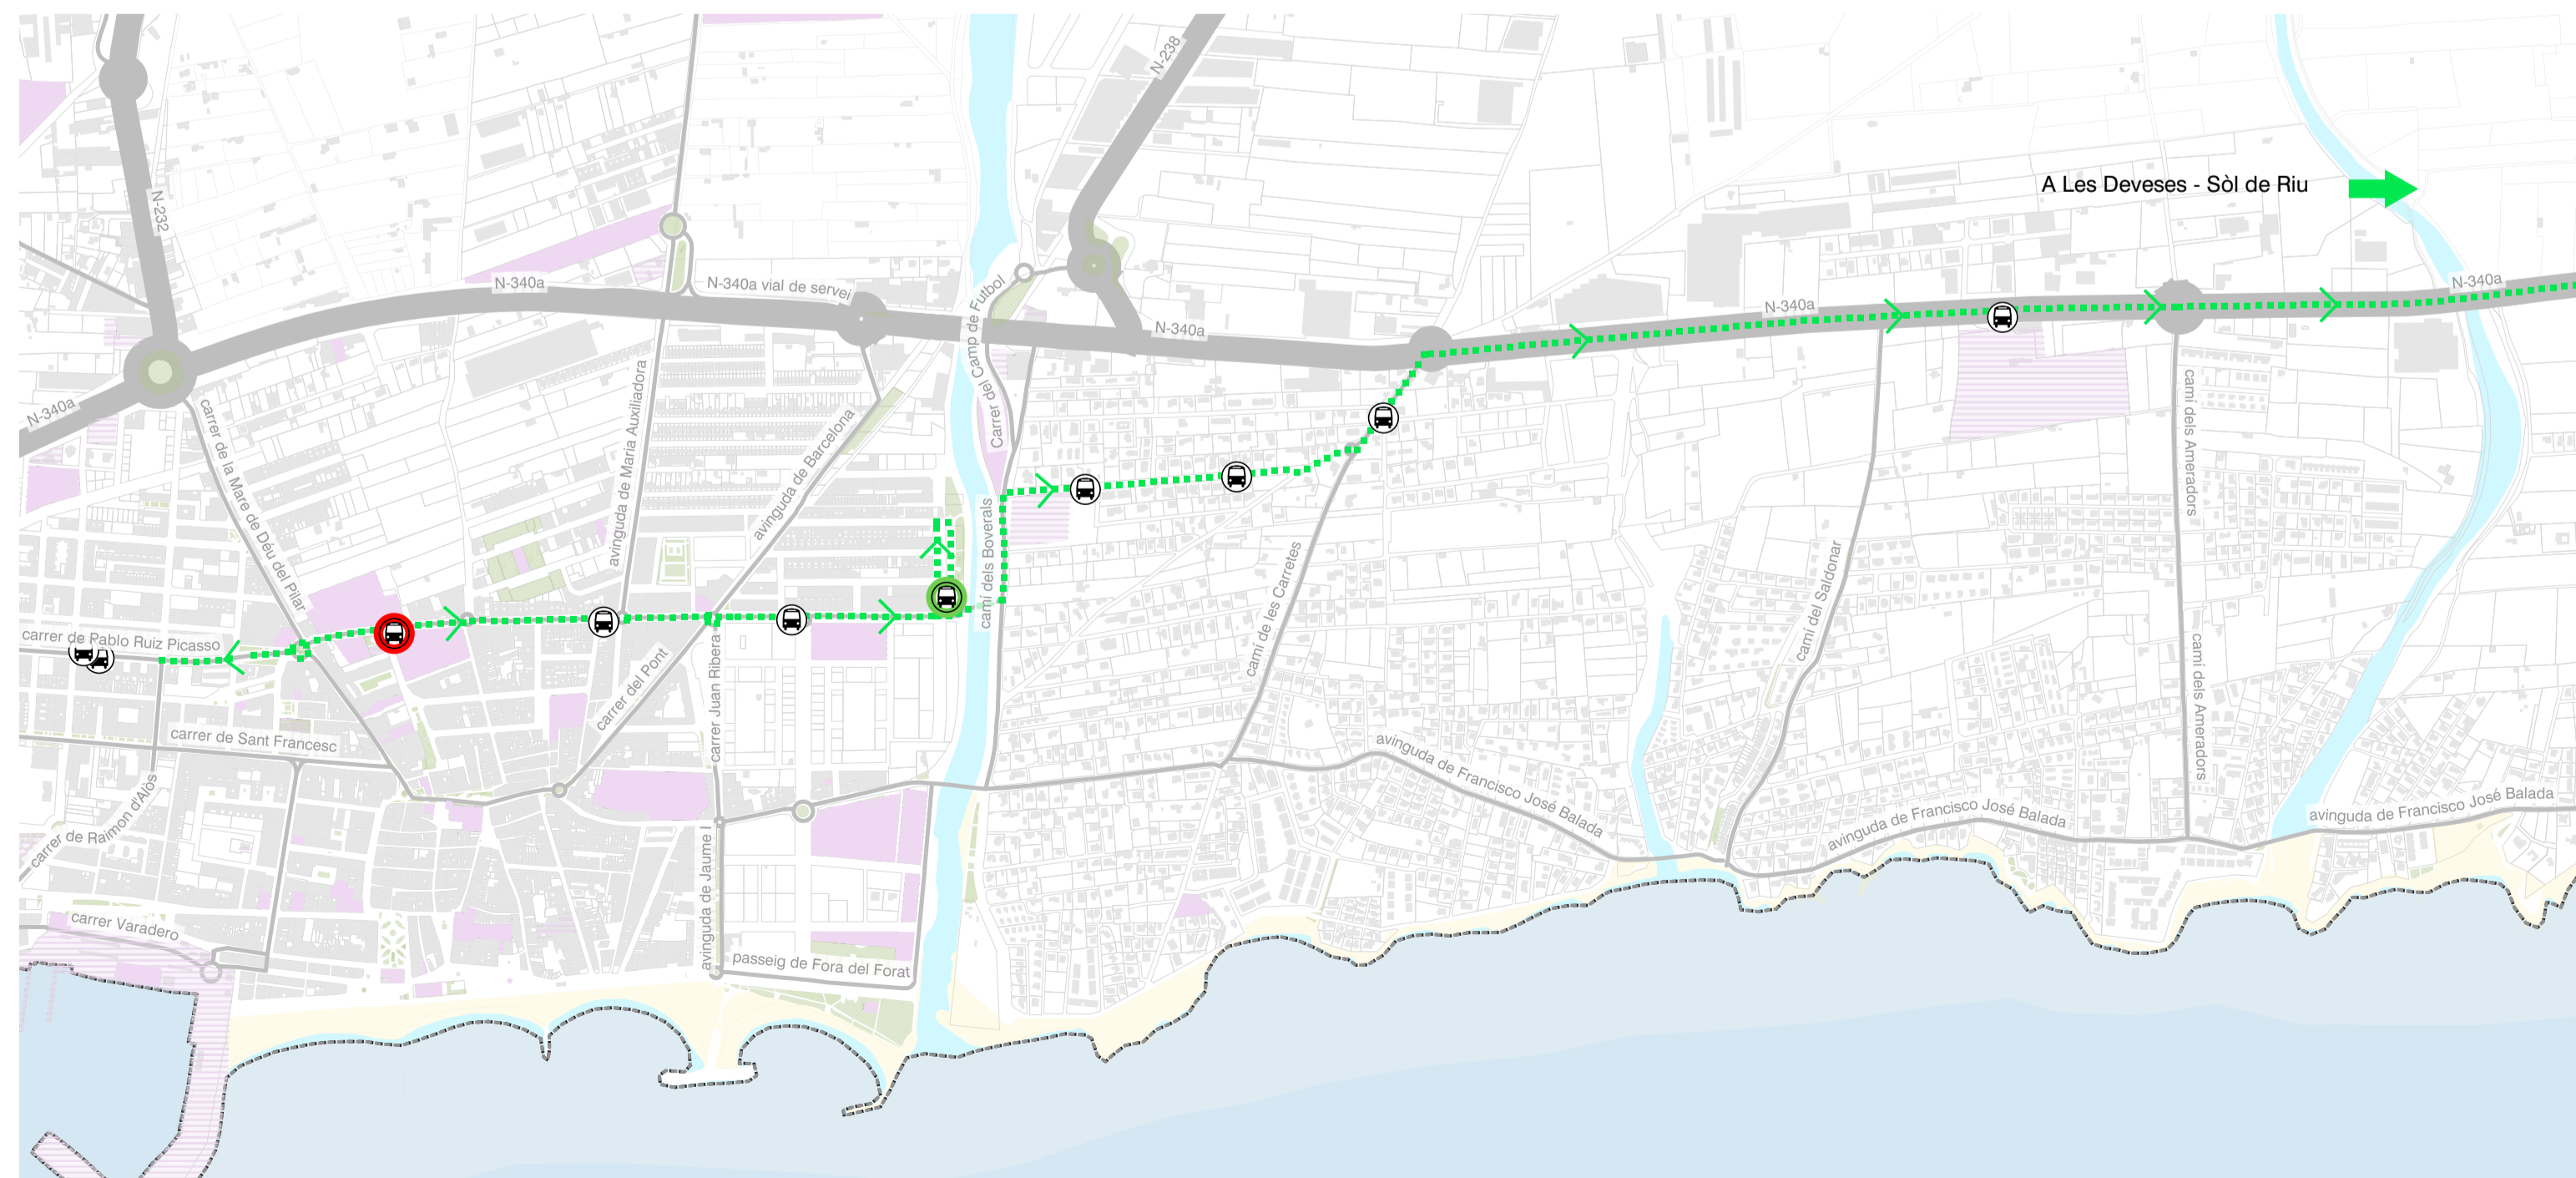 N-238
N-232
A Les Deveses - Sòl de Riu
N-340a
N-340a vial de servei
N-340a
N-340a
N-340a
N-340a
Carrer del Camp de Futbol
carrer de la Mare de Déu del Pilar
avinguda de Maria Auxiliadora
avinguda de Barcelona
camí dels Boverals
camí de les Carretes
camí del Saldonar
camí dels Ameradors
camí dels Ameradors
carrer de Pablo Ruiz Picasso
carrer del Pont
carrer Juan Ribera
carrer de Sant Francesc
carrer de Raimon d'Alòs
avinguda de Francisco José Balada
avinguda de Francisco José Balada
avinguda de Francisco José Balada
avinguda de Jaume I
carrer Varadero
passeig de Fora del Forat